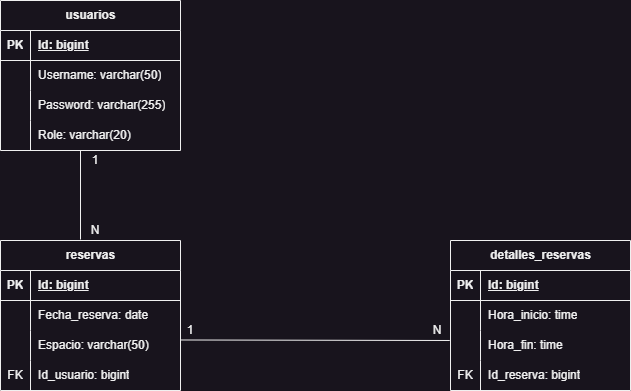 usuarios
PK Id: bigint
Username: varchar(50)
Password: varchar(255)
Role: varchar(20)
1
N
reservas
PK Id: bigint
Fecha_reserva: date
Espacio: varchar(50)
FK Id_usuario: bigint
1
N
detalles_reservas
PK Id: bigint
Hora_inicio: time
Hora_fin: time
FK Id_reserva: bigint